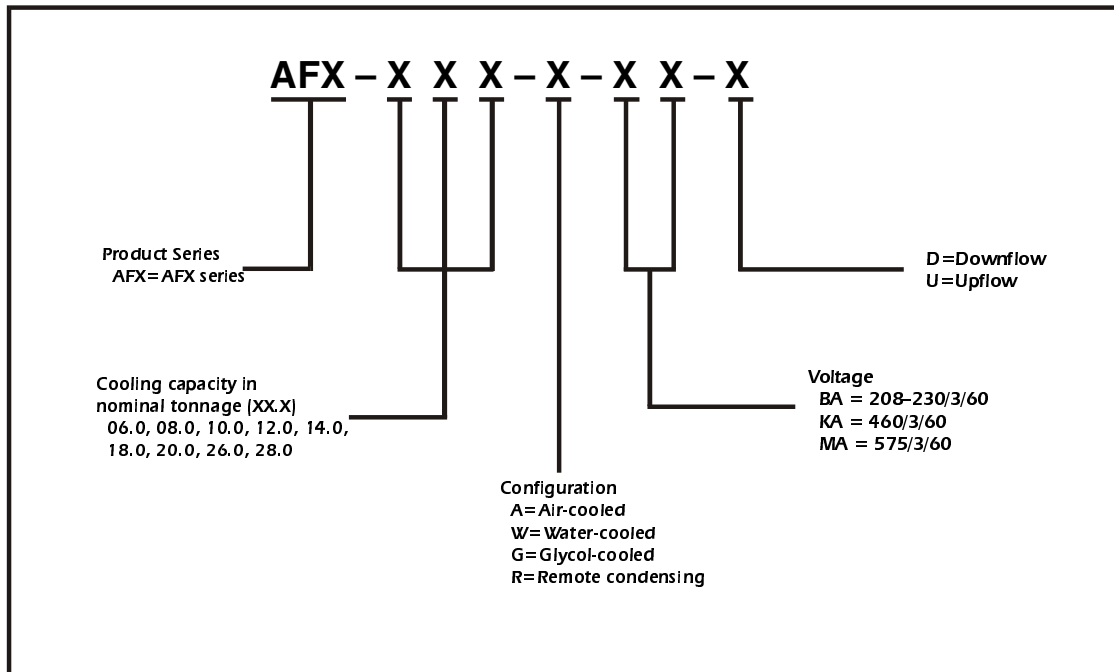 AFX – X X X – X – X X – X
Product Series
AFX= AFX series
D=Downflow
U=Upflow
Cooling capacity in
nominal tonnage (XX.X)
06.0, 08.0, 10.0, 12.0, 14.0,
18.0, 20.0, 26.0, 28.0
Voltage
BA = 208–230/3/60
KA = 460/3/60
MA = 575/3/60
Configuration
A=Air-cooled
W=Water-cooled
G=Glycol-cooled
R=Remote condensing